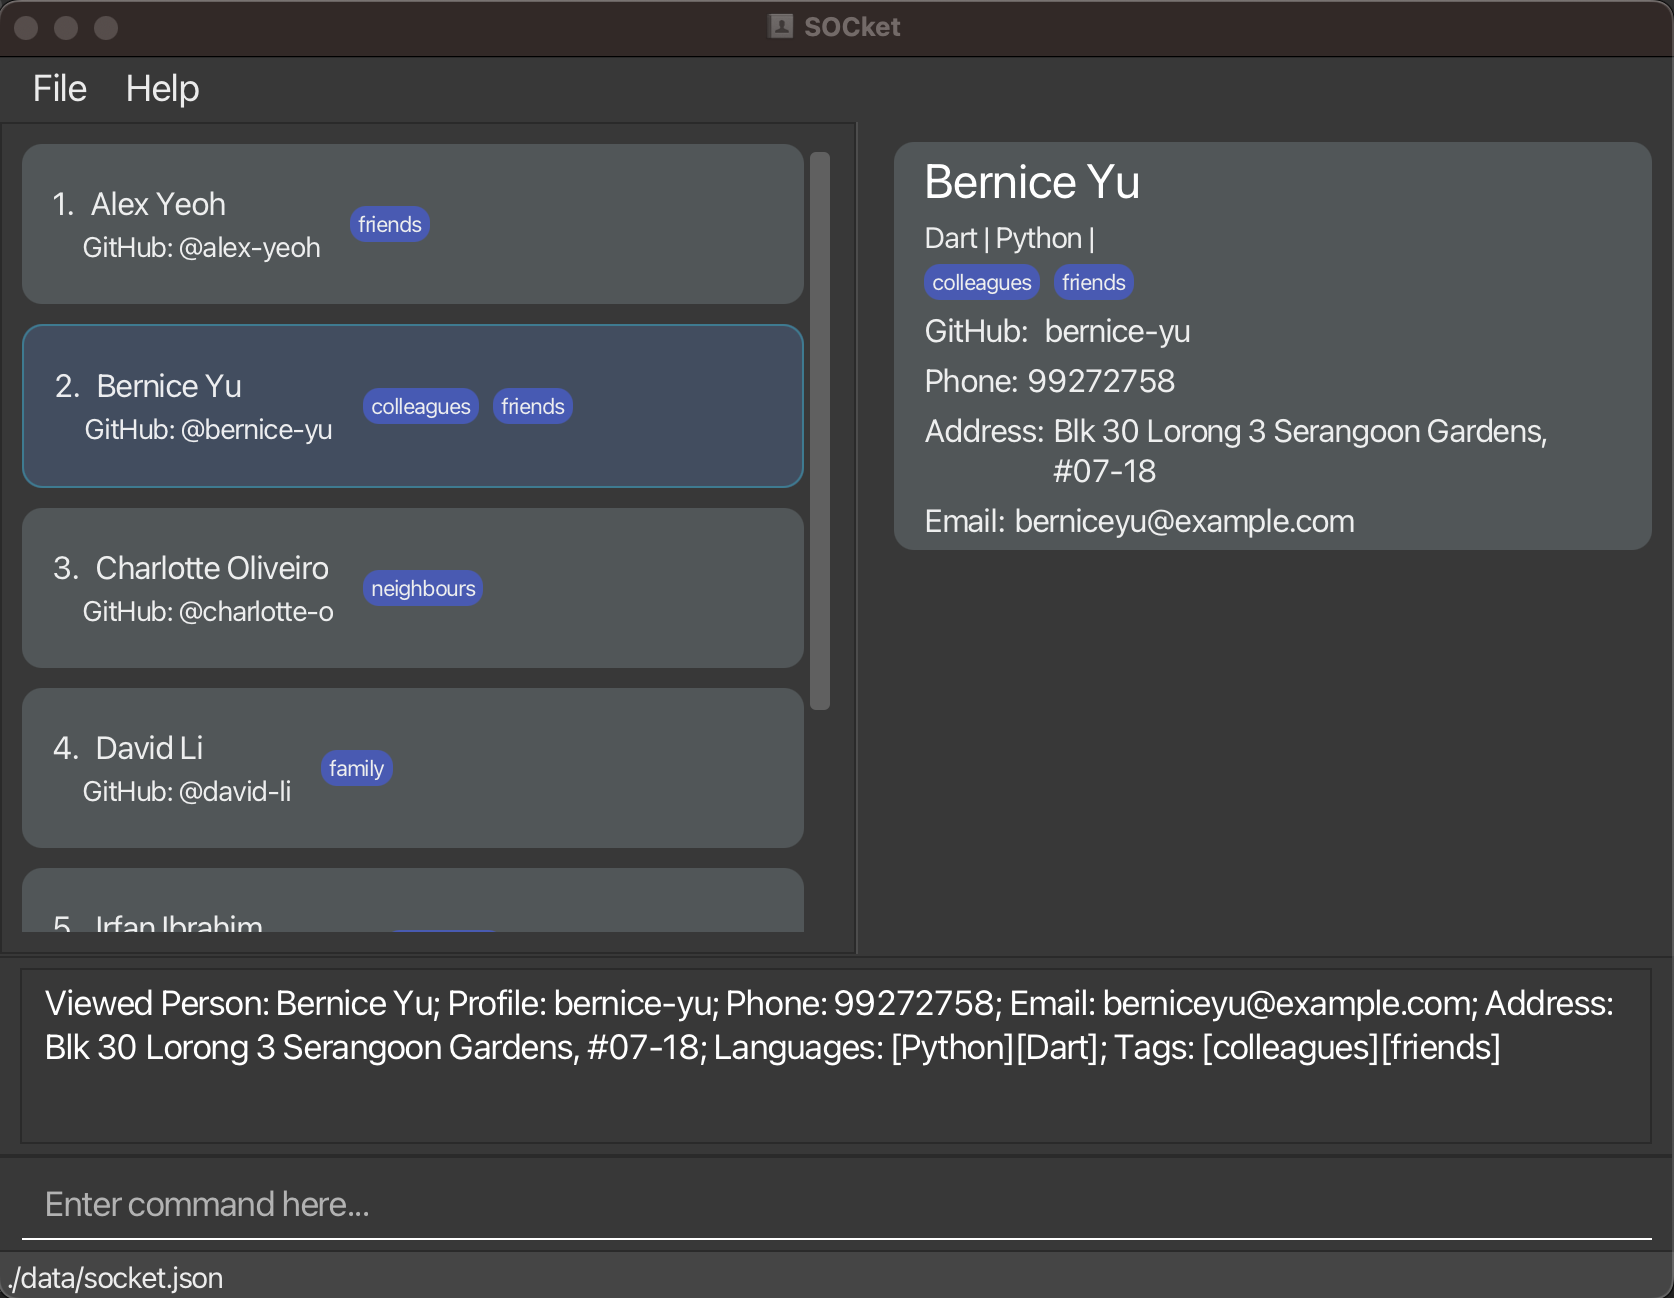 SOCket
File Help
1. Alex Yeoh
GitHub: @alex-yeoh
friends
2. Bernice Yu
GitHub: @bernice-yu
colleagues friends
3. Charlotte Oliveiro
GitHub: @charlotte-o
neighbours
4. David Li
GitHub: @david-li
family
5. Irfan Ibrahim
Bernice Yu
Dart | Python |
colleagues friends
GitHub: bernice-yu
Phone: 99272758
Address: Blk 30 Lorong 3 Serangoon Gardens,
#07-18
Email: berniceyu@example.com
Viewed Person: Bernice Yu; Profile: bernice-yu; Phone: 99272758; Email: berniceyu@example.com; Address:
Blk 30 Lorong 3 Serangoon Gardens, #07-18; Languages: [Python][Dart]; Tags: [colleagues][friends]
Enter command here...
./data/socket.json